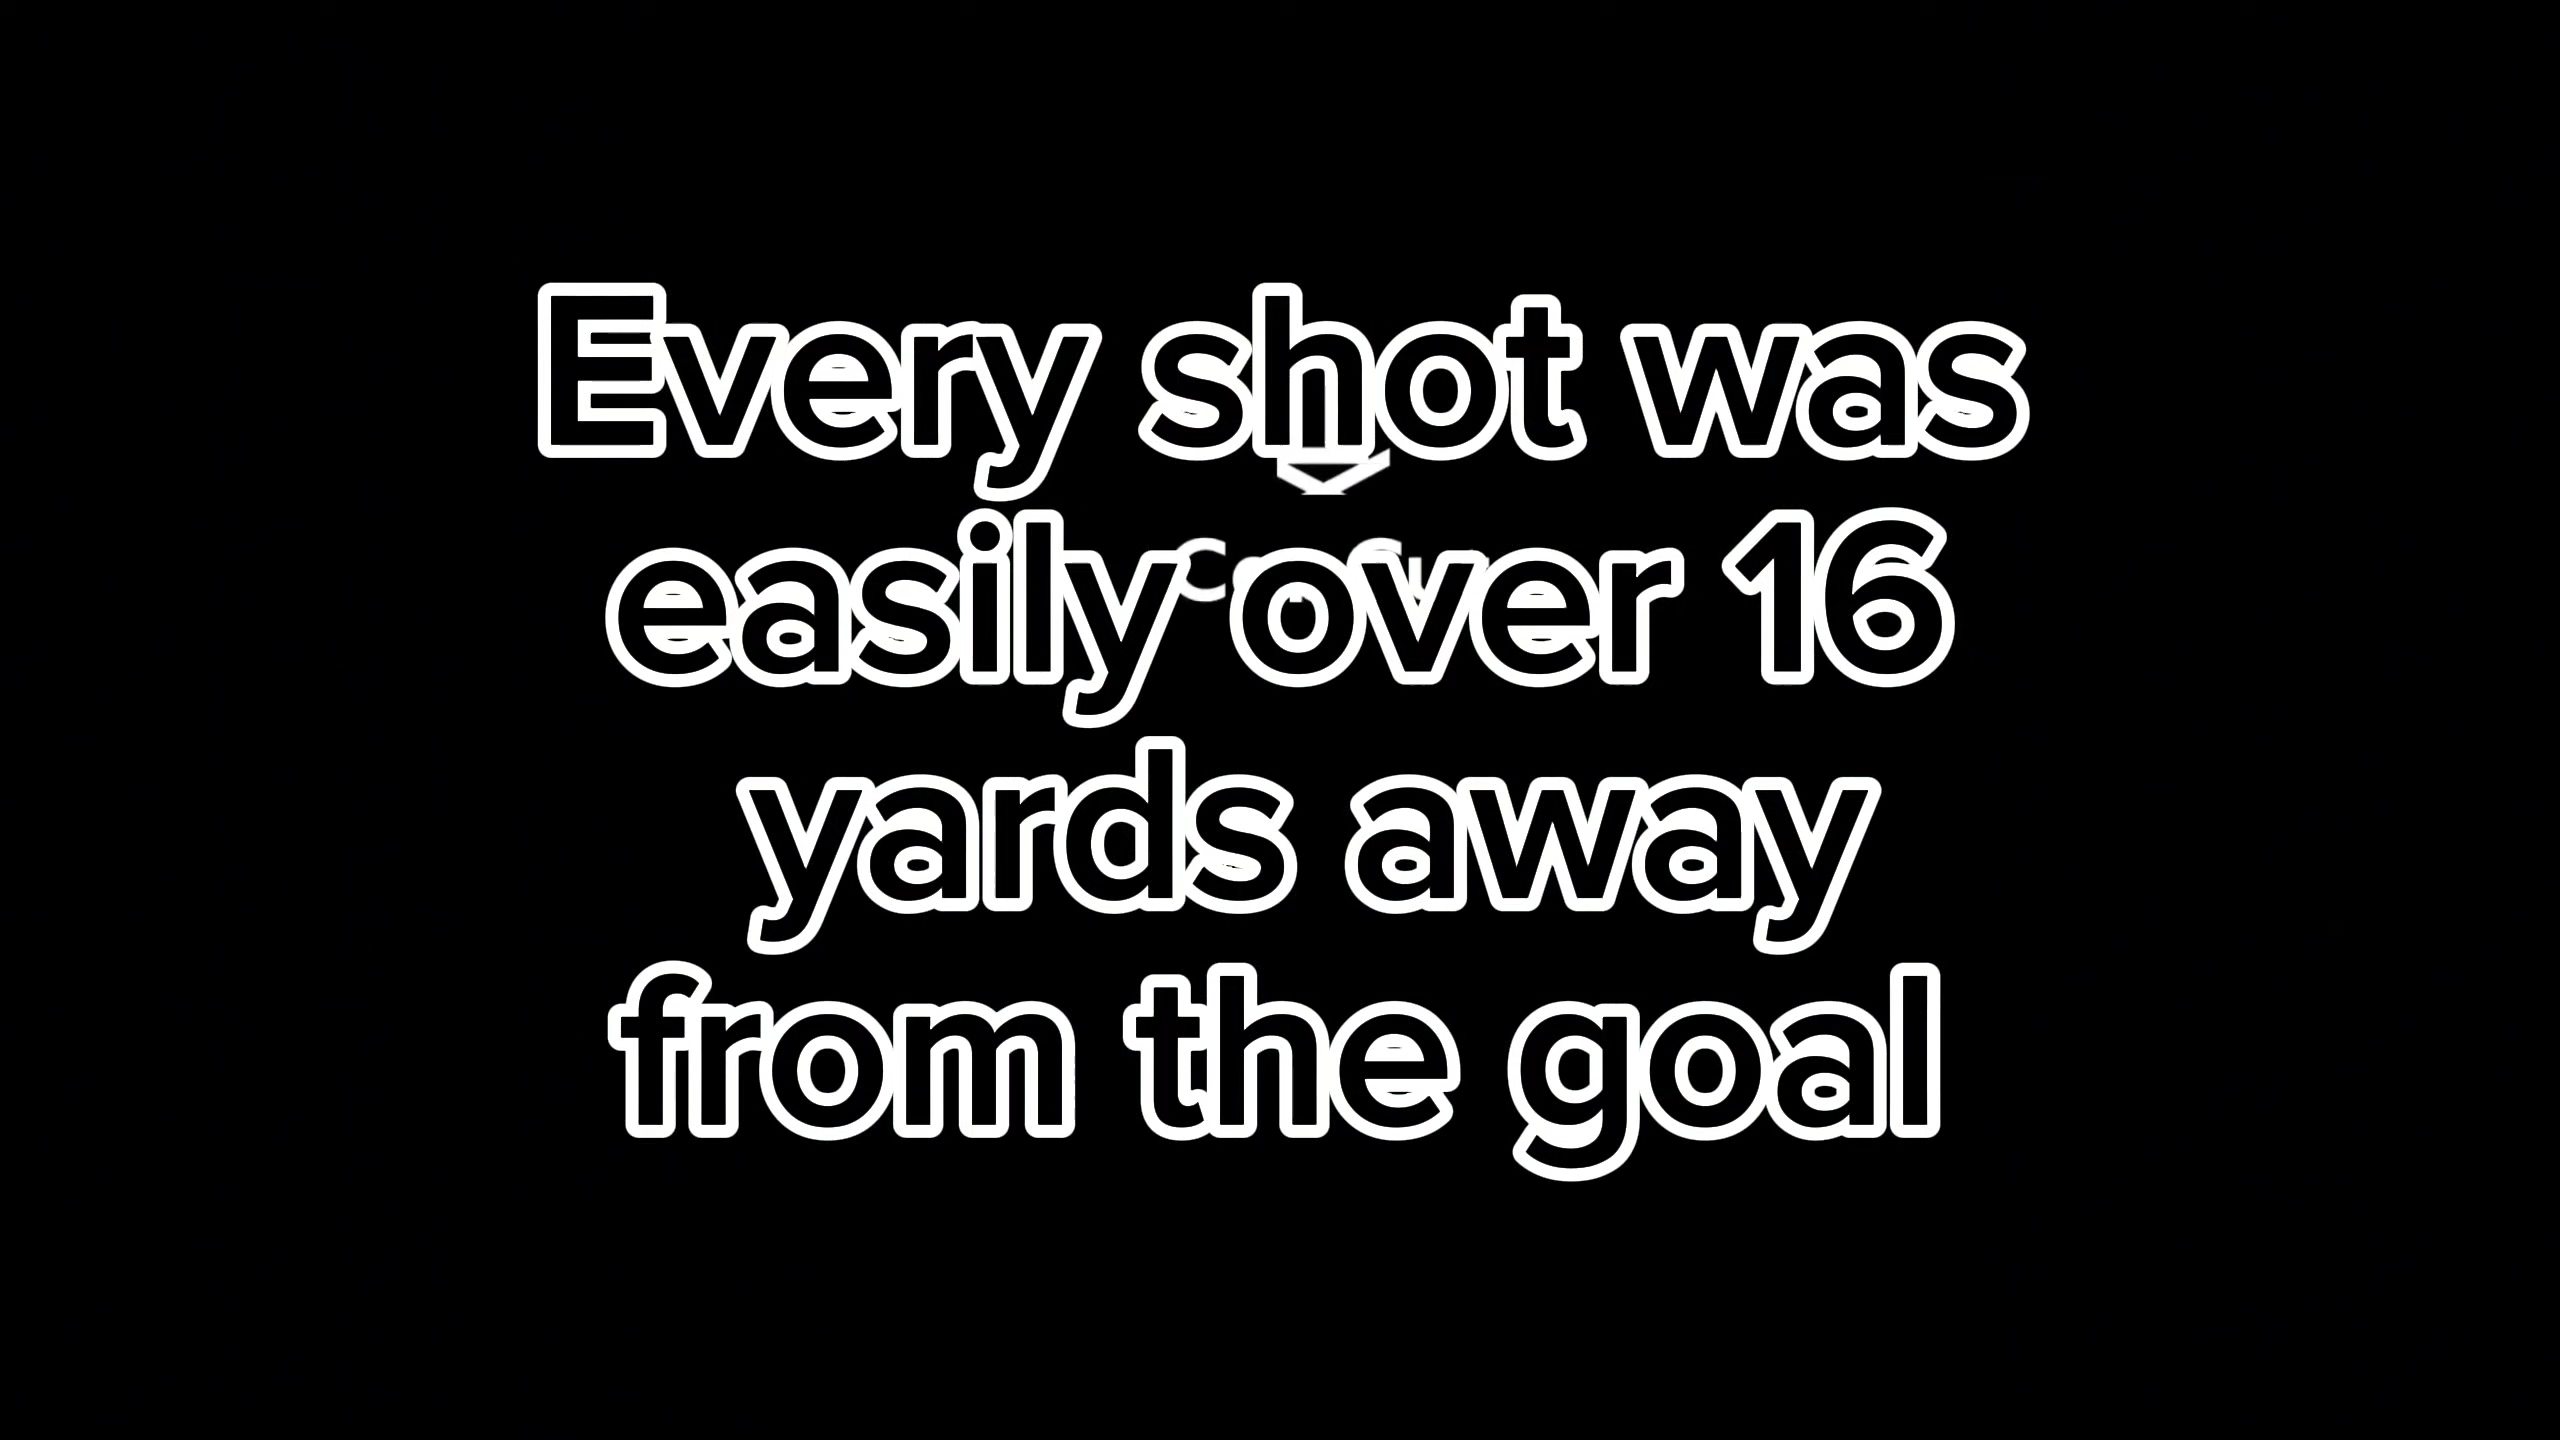 Every shot was
easily over 16
yards away
from the goal